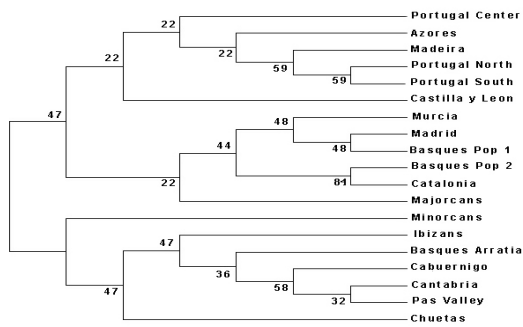 Portugal Center
22
Azores
22
Madeira
22
59
Portugal North
59
Portugal South
Castilla y Leon
47
Murcia
48
Madrid
48
Basques Pop 1
44
Basques Pop 2
84
Catalonia
22
Majorcans
Minorcans
Ibizans
47
Basques Arratia
36
Cabuernigo
58
Cantabria
47
32
Pas Valley
Chuetas